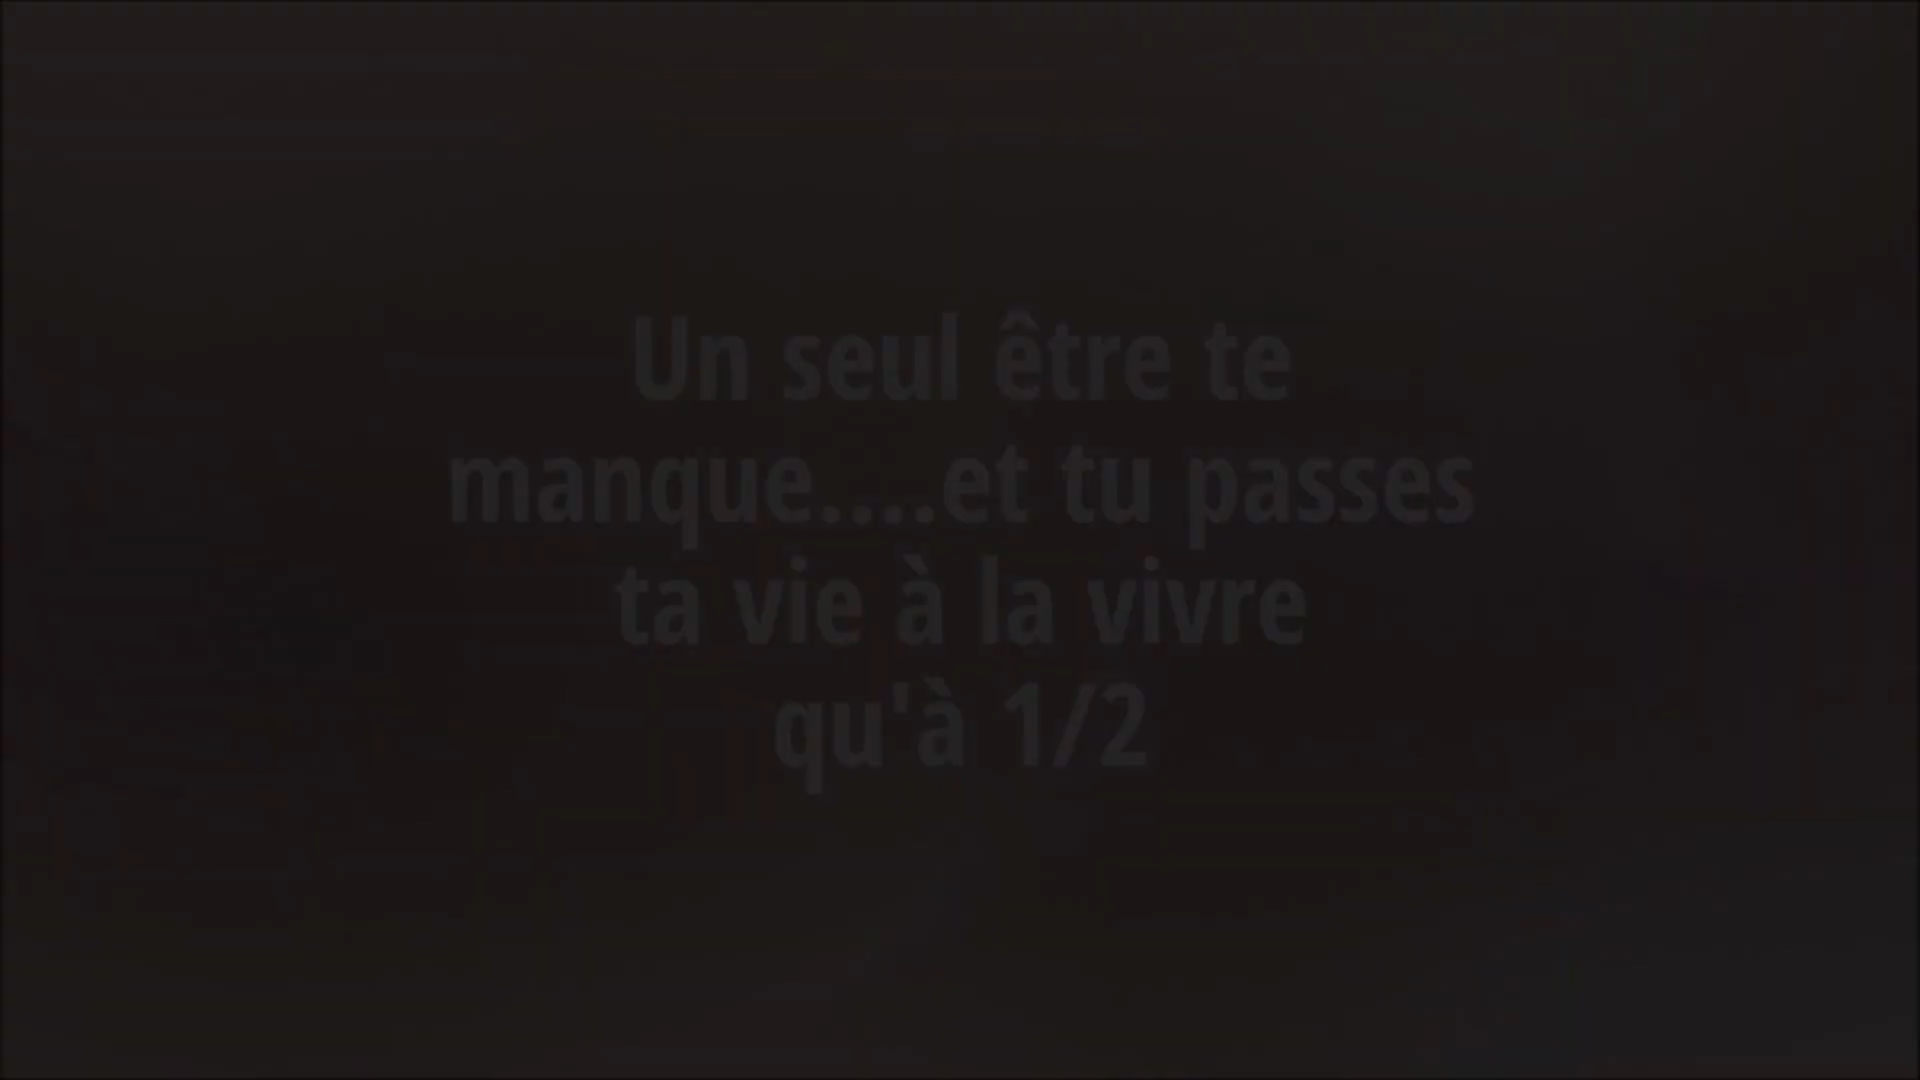 Un seul être te
manque....et tu passes
ta vie à la vivre
qu'à 1/2